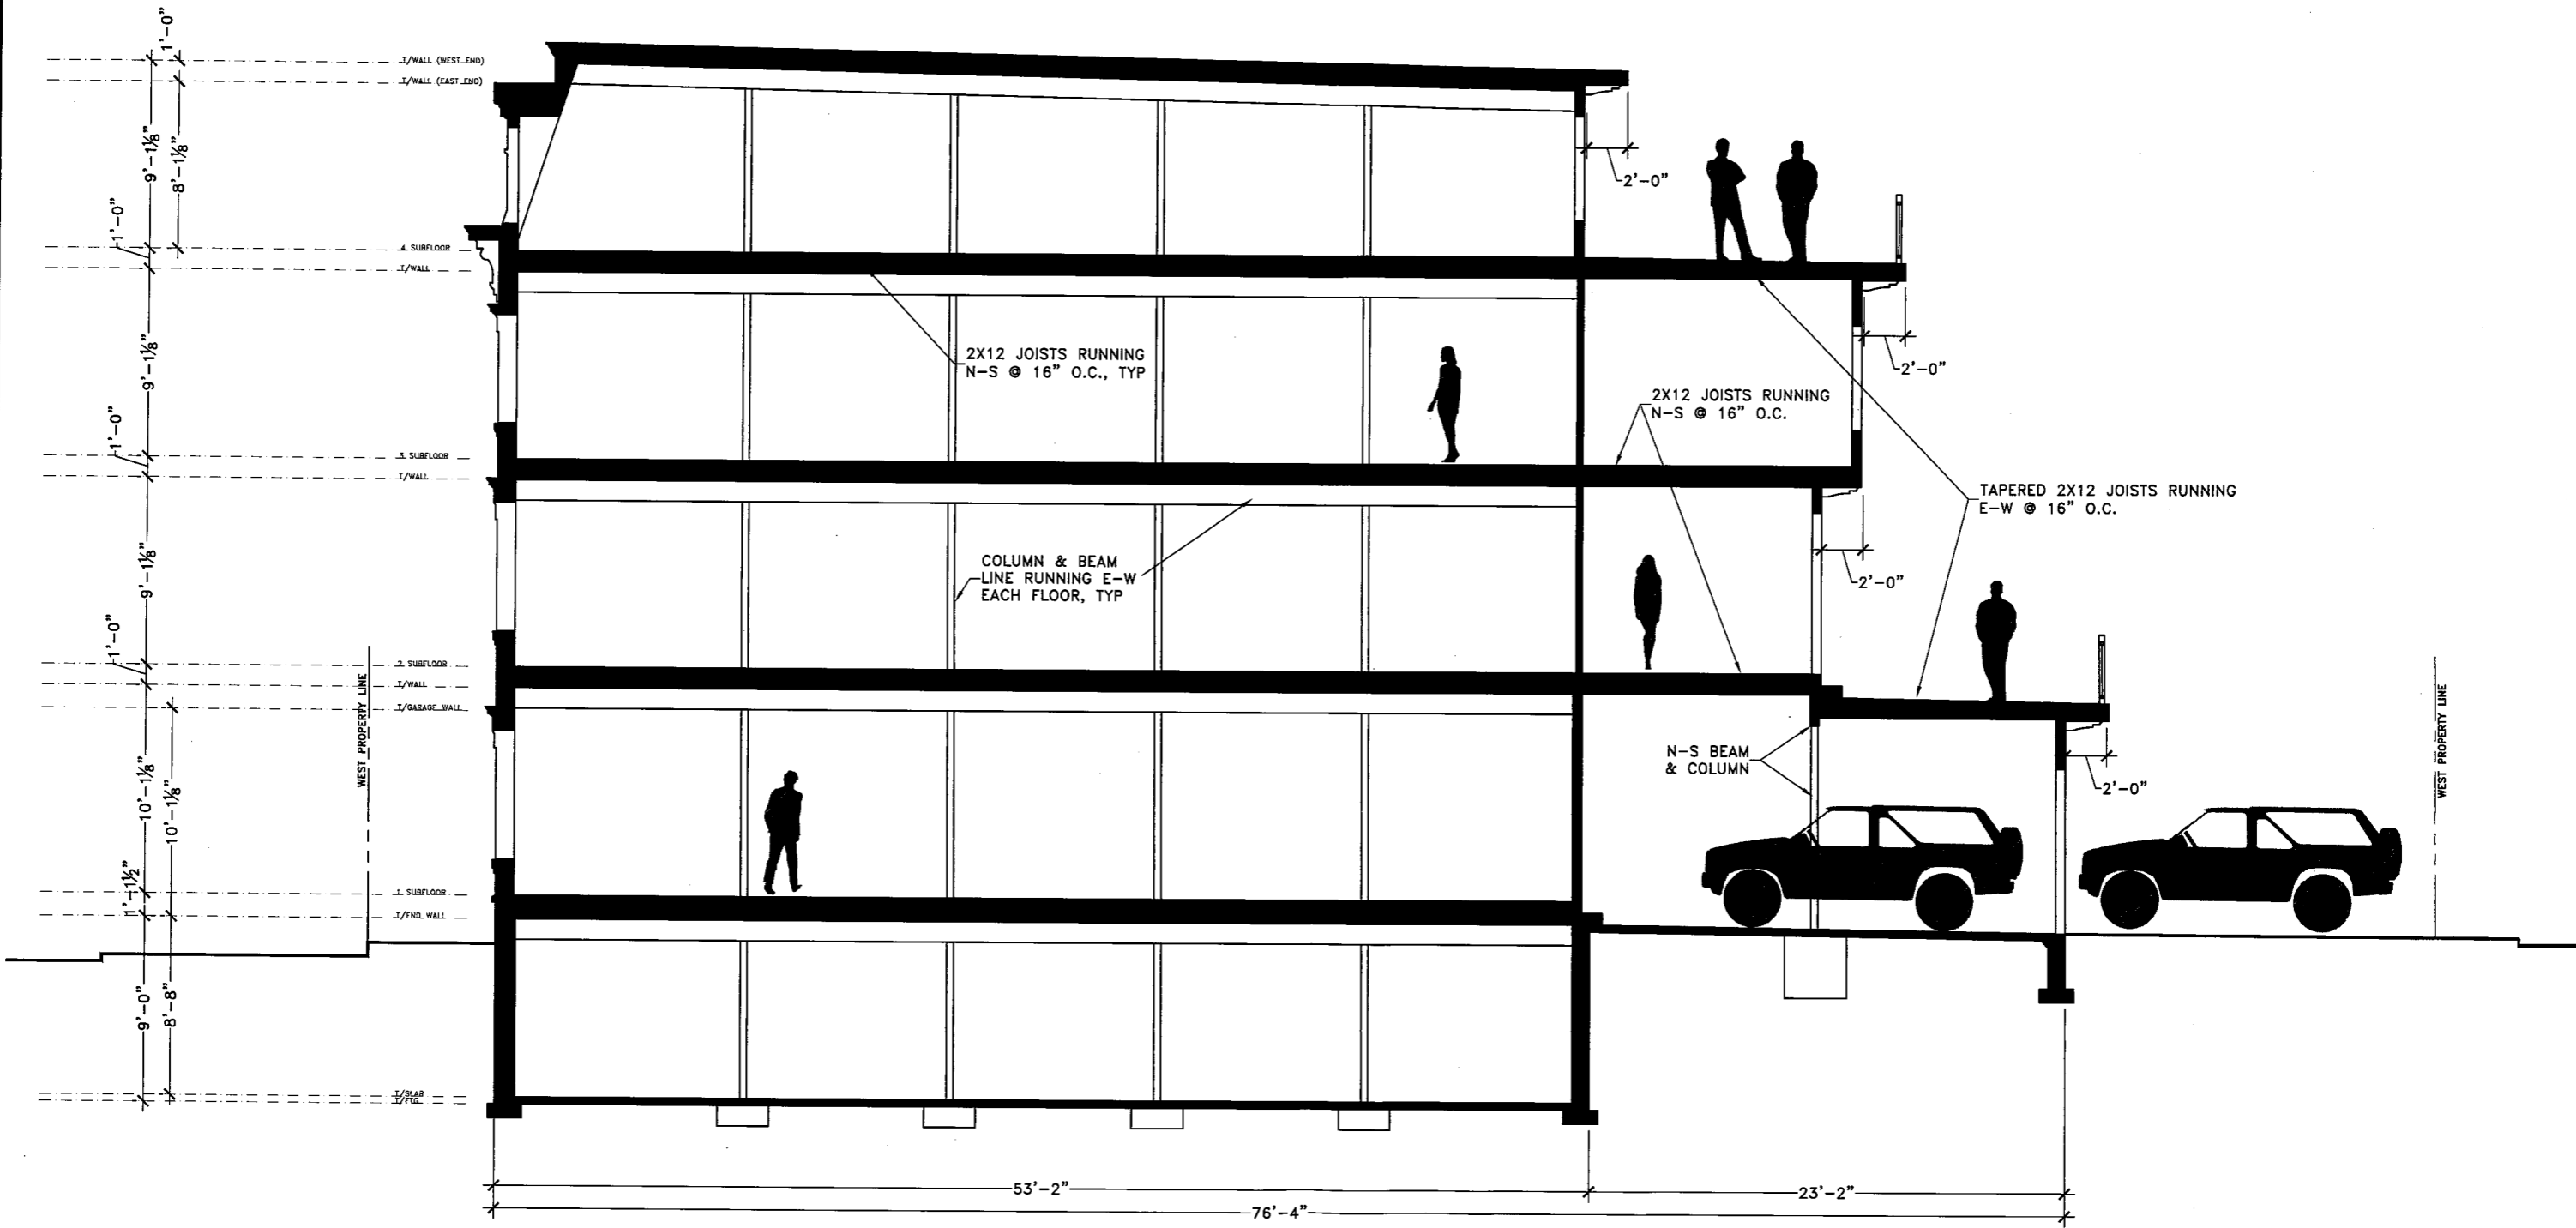 1'-0"
T/WALL (WEST END)
T/WALL (EAST END)
9'-1⅛"
8'-1⅛"
2'-0"
1'-0"
4 SUBFLOOR
T/WALL
2X12 JOISTS RUNNING
N-S @ 16" O.C., TYP
2'-0"
9'-1⅛"
2X12 JOISTS RUNNING
N-S @ 16" O.C.
1'-0"
3 SUBFLOOR
T/WALL
TAPERED 2X12 JOISTS RUNNING
E-W @ 16" O.C.
9'-1⅛"
COLUMN & BEAM
LINE RUNNING E-W
EACH FLOOR, TYP
2'-0"
1'-0"
2 SUBFLOOR
T/WALL
T/GARAGE WALL
WEST PROPERTY LINE
WEST PROPERTY LINE
N-S BEAM
& COLUMN
2'-0"
10'-1⅛"
10'-1⅛"
1'-1½"
1 SUBFLOOR
T/FND WALL
9'-0"
8'-8"
T/SLAB
T/FTG
53'-2"
23'-2"
76'-4"